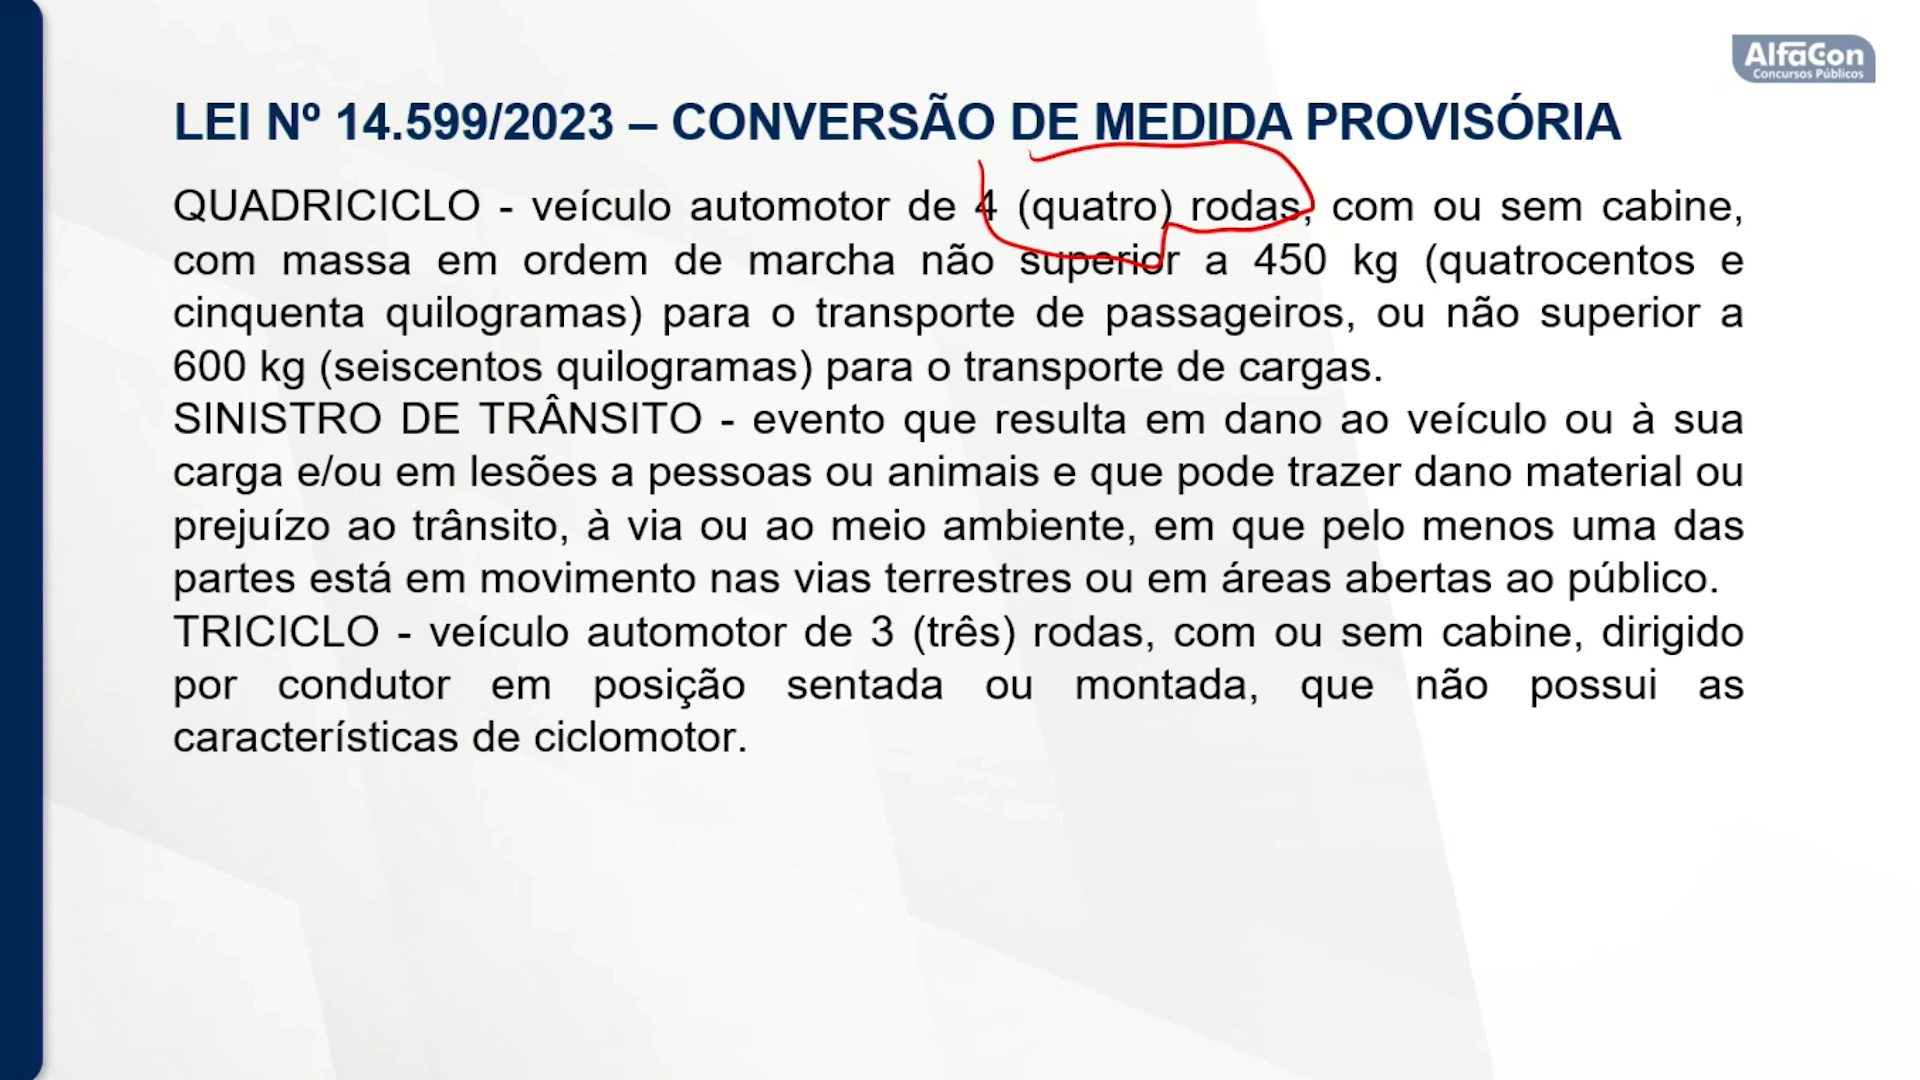 AlfaCon
Concursos Públicos
LEI Nº 14.599/2023 – CONVERSÃO DE MEDIDA PROVISÓRIA
QUADRICICLO - veículo automotor de 4 (quatro) rodas, com ou sem cabine,
com massa em ordem de marcha não superior a 450 kg (quatrocentos e
cinquenta quilogramas) para o transporte de passageiros, ou não superior a
600 kg (seiscentos quilogramas) para o transporte de cargas.
SINISTRO DE TRÂNSITO - evento que resulta em dano ao veículo ou à sua
carga e/ou em lesões a pessoas ou animais e que pode trazer dano material ou
prejuízo ao trânsito, à via ou ao meio ambiente, em que pelo menos uma das
partes está em movimento nas vias terrestres ou em áreas abertas ao público.
TRICICLO - veículo automotor de 3 (três) rodas, com ou sem cabine, dirigido
por condutor em posição sentada ou montada, que não possui as
características de ciclomotor.